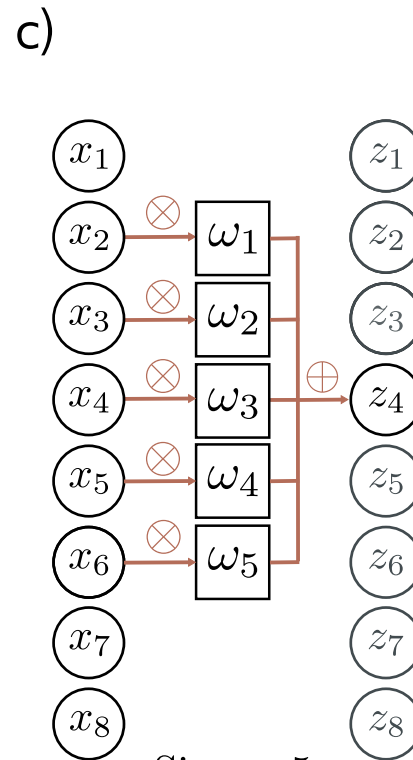 c)
x₁ z₁
x₂ ⊗ ω₁ z₂
x₃ ⊗ ω₂ z₃
x₄ ⊗ ω₃ ⊕ z₄
x₅ ⊗ ω₄ z₅
x₆ ⊗ ω₅ z₆
x₇ z₇
x₈ z₈